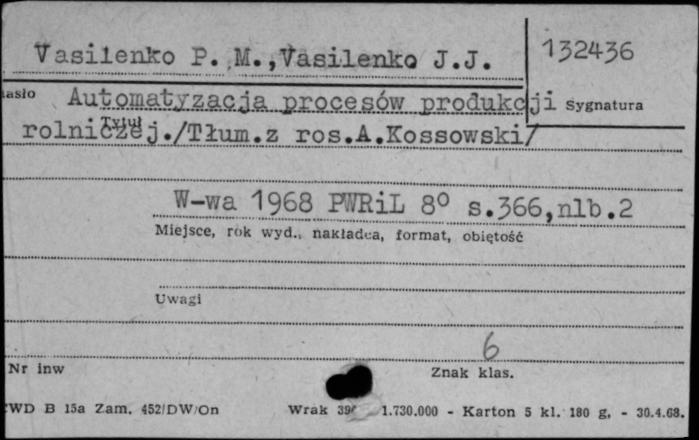 Vasilenko P. M.,Vasilenko J.J.
132436
asło Automatyzacja procesów produkcji Sygnatura
Tytuł
rolniczej./Tłum.z ros.A.Kossowski/
W-wa 1968 PWRiL 8º s.366,nlb.2
Miejsce, rok wyd., nakładca, format, objętość
Uwagi
6
Nr inw
Znak klas.
WD B 15a Zam. 452/DW/On Wrak 1.730.000 - Karton 5 kl. 180 g. - 30.4.68.